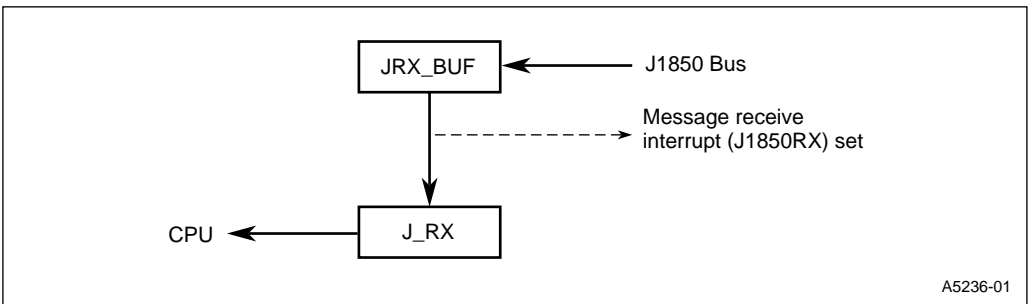 JRX_BUF
J1850 Bus
Message receive
interrupt (J1850RX) set
CPU
J_RX
A5236-01